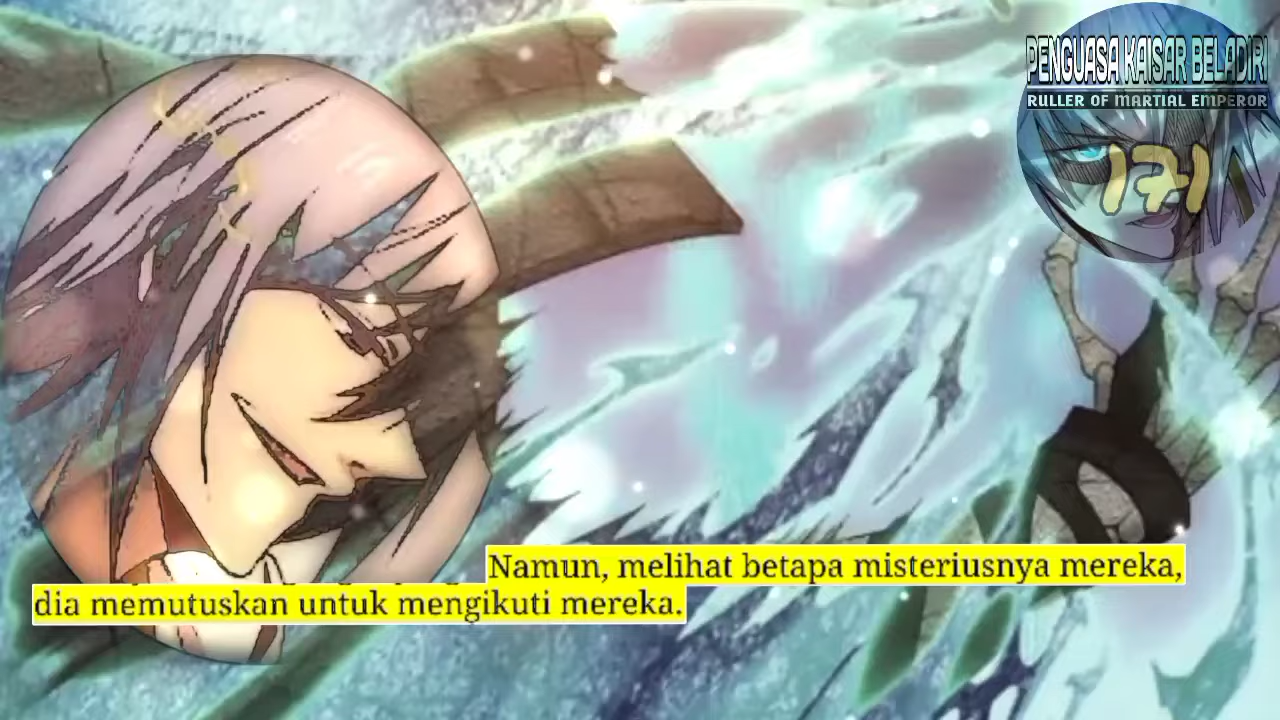 PENGUASA KAISAR BELADIRI
RULLER OF MARTIAL EMPEROR
171
Namun, melihat betapa misteriusnya mereka,
dia memutuskan untuk mengikuti mereka.